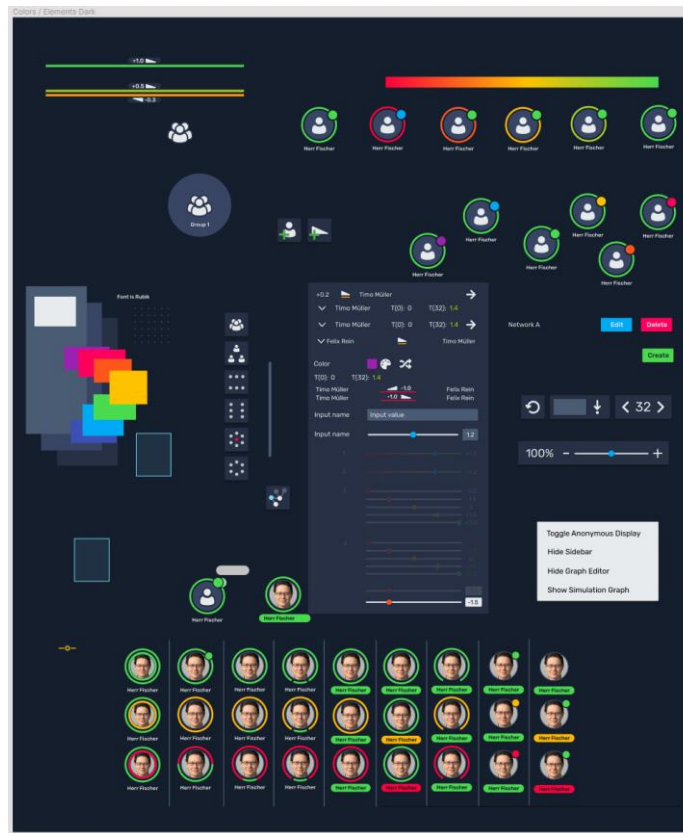 Colors / Elements Dark
+1.0
+0.5
-0.3
Herr Fischer
Herr Fischer
Herr Fischer
Herr Fischer
Herr Fischer
Herr Fischer
Group 1
Herr Fischer
Herr Fischer
Herr Fischer
Herr Fischer
Herr Fischer
Herr Fischer
Font is Rubik
+0.2 Timo Müller
Timo Müller T(0): 0 T(32): 1.4
Timo Müller T(0): 0 T(32): 1.4
Felix Rein Timo Müller
Color
T(0): 0 T(32): 1.4
Timo Müller -1.0 Felix Rein
Timo Müller -1.0 Felix Rein
Input name Input value
Input name 1.2
-1.5
Network A Edit Delete
Create
32
100% - +
Toggle Anonymous Display
Hide Sidebar
Hide Graph Editor
Show Simulation Graph
Herr Fischer Herr Fischer
Herr Fischer Herr Fischer Herr Fischer Herr Fischer Herr Fischer Herr Fischer Herr Fischer Herr Fischer Herr Fischer
Herr Fischer Herr Fischer Herr Fischer Herr Fischer Herr Fischer Herr Fischer Herr Fischer Herr Fischer Herr Fischer
Herr Fischer Herr Fischer Herr Fischer Herr Fischer Herr Fischer Herr Fischer Herr Fischer Herr Fischer Herr Fischer